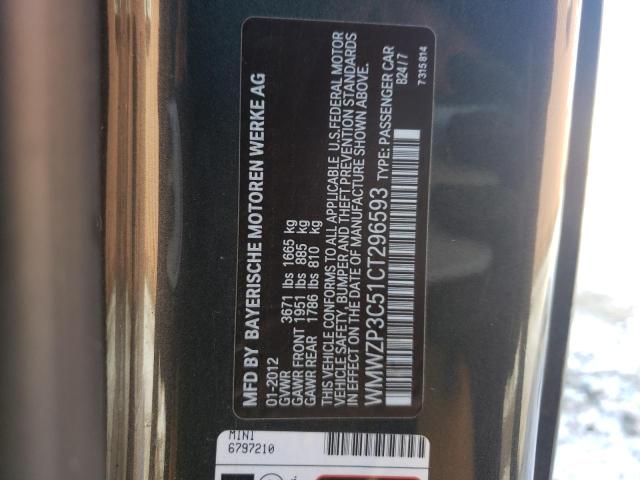 MFD BY BAYERISCHE MOTOREN WERKE AG
01-2012
GVWR 3671 lbs 1665 kg
GAWR FRONT 1951 lbs 885 kg
GAWR REAR 1786 lbs 810 kg
THIS VEHICLE CONFORMS TO ALL APPLICABLE U.S.FEDERAL MOTOR
VEHICLE SAFETY, BUMPER AND THEFT PREVENTION STANDARDS
IN EFFECT ON THE DATE OF MANUFACTURE SHOWN ABOVE.
WMWZP3C51CT296593 TYPE: PASSENGER CAR
B24/7
7315814
MINI
6797210